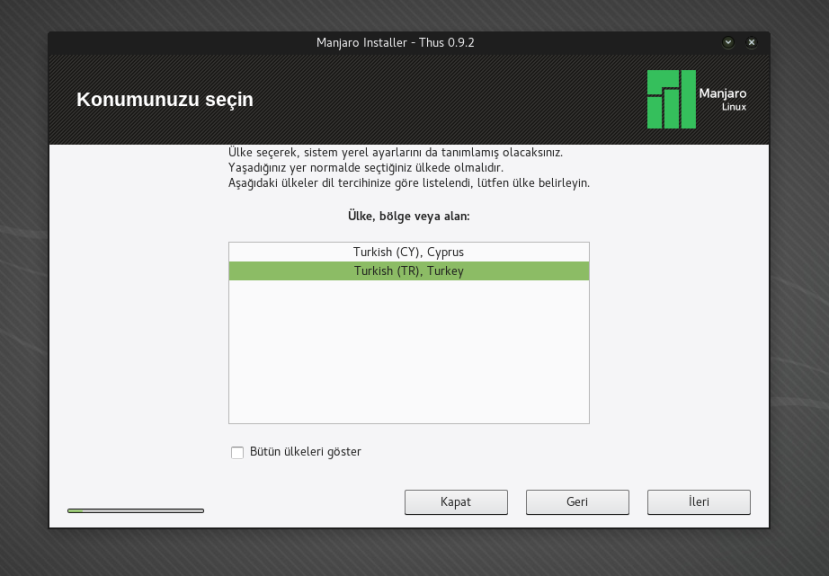 Manjaro Installer - Thus 0.9.2
Konumunuzu seçin
Manjaro
Linux
Ülke seçerek, sistem yerel ayarlarını da tanımlamış olacaksınız.
Yaşadığınız yer normalde seçtiğiniz ülkede olmalıdır.
Aşağıdaki ülkeler dil tercihinize göre listelendi, lütfen ülke belirleyin.
Ülke, bölge veya alan:
Turkish (CY), Cyprus
Turkish (TR), Turkey
Bütün ülkeleri göster
Kapat
Geri
İleri